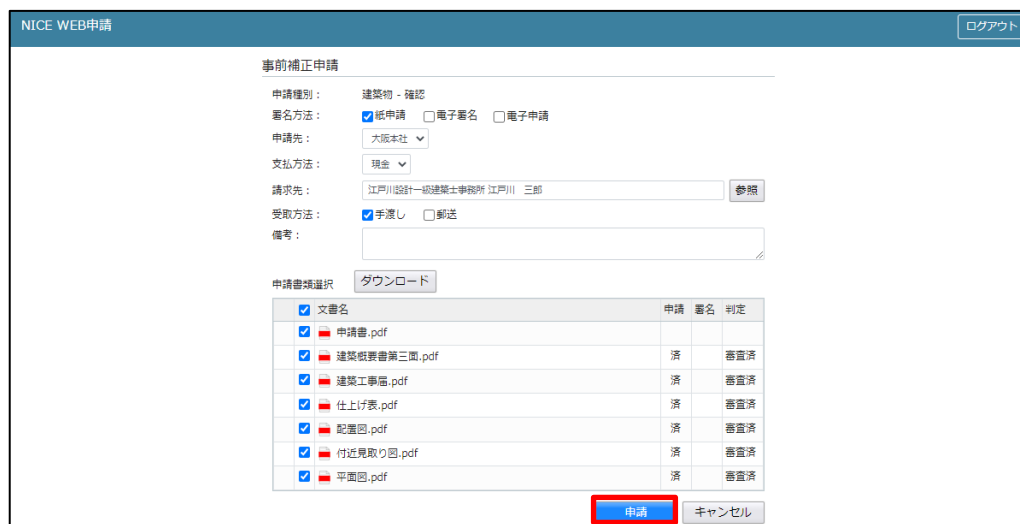 NICE WEB申請 ログアウト
事前補正申請
申請種別： 建築物 - 確認
署名方法： 紙申請 電子署名 電子申請
申請先： 大阪本社
支払方法： 現金
請求先： 江戸川設計一級建築士事務所 江戸川　三郎 参照
受取方法： 手渡し 郵送
備考：
申請書類選択 ダウンロード
文書名 申請 署名 判定
申請書.pdf
建築概要書第三面.pdf 済 審査済
建築工事届.pdf 済 審査済
仕上げ表.pdf 済 審査済
配置図.pdf 済 審査済
付近見取り図.pdf 済 審査済
平面図.pdf 済 審査済
申請 キャンセル